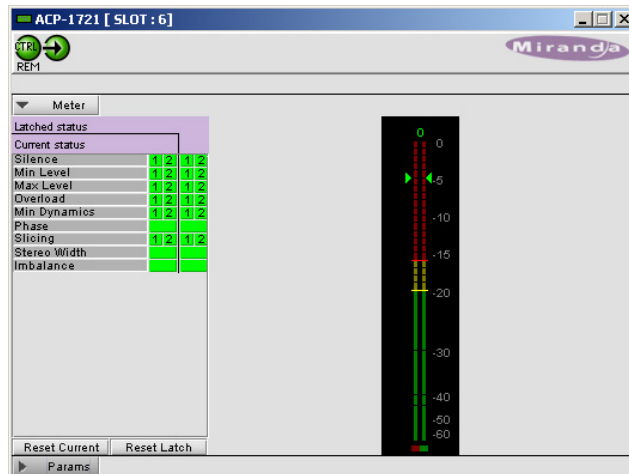 ACP-1721 [ SLOT : 6]
CTRL
REM
Miranda
Meter
Latched status
Current status
Silence 1 2 1 2
Min Level 1 2 1 2
Max Level 1 2 1 2
Overload 1 2 1 2
Min Dynamics 1 2 1 2
Phase
Slicing 1 2 1 2
Stereo Width
Imbalance
0
0
-5
-10
-15
-20
-30
-40
-50
-60
Reset Current Reset Latch
Params